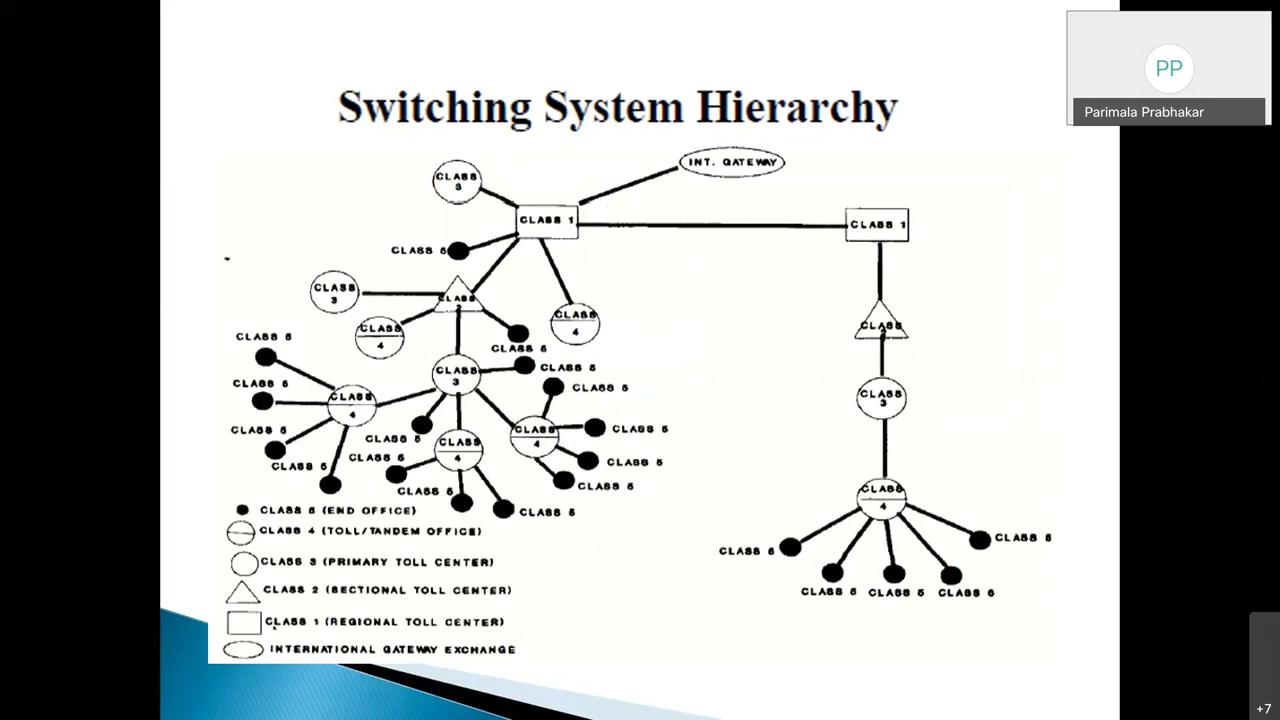 PP
Parimala Prabhakar
Switching System Hierarchy
INT. GATEWAY
CLASS
3
CLASS 1
CLASS 1
CLASS 5
CLASS
3
CLASS
2
CLASS
4
CLASS
4
CLASS
CLASS 5
CLASS 5
CLASS 5
CLASS
3
CLASS 5
CLASS 5
CLASS
4
CLASS
3
CLASS 5
CLASS
4
CLASS 5
CLASS 5
CLASS
4
CLASS 5
CLASS 5
CLASS 5
CLASS 5
CLASS 5
CLASS
4
CLASS 5
CLASS 5
CLASS 5
CLASS 5
CLASS 5
CLASS 5
CLASS 5 (END OFFICE)
CLASS 4 (TOLL/TANDEM OFFICE)
CLASS 3 (PRIMARY TOLL CENTER)
CLASS 2 (SECTIONAL TOLL CENTER)
CLASS 1 (REGIONAL TOLL CENTER)
INTERNATIONAL GATEWAY EXCHANGE
+7